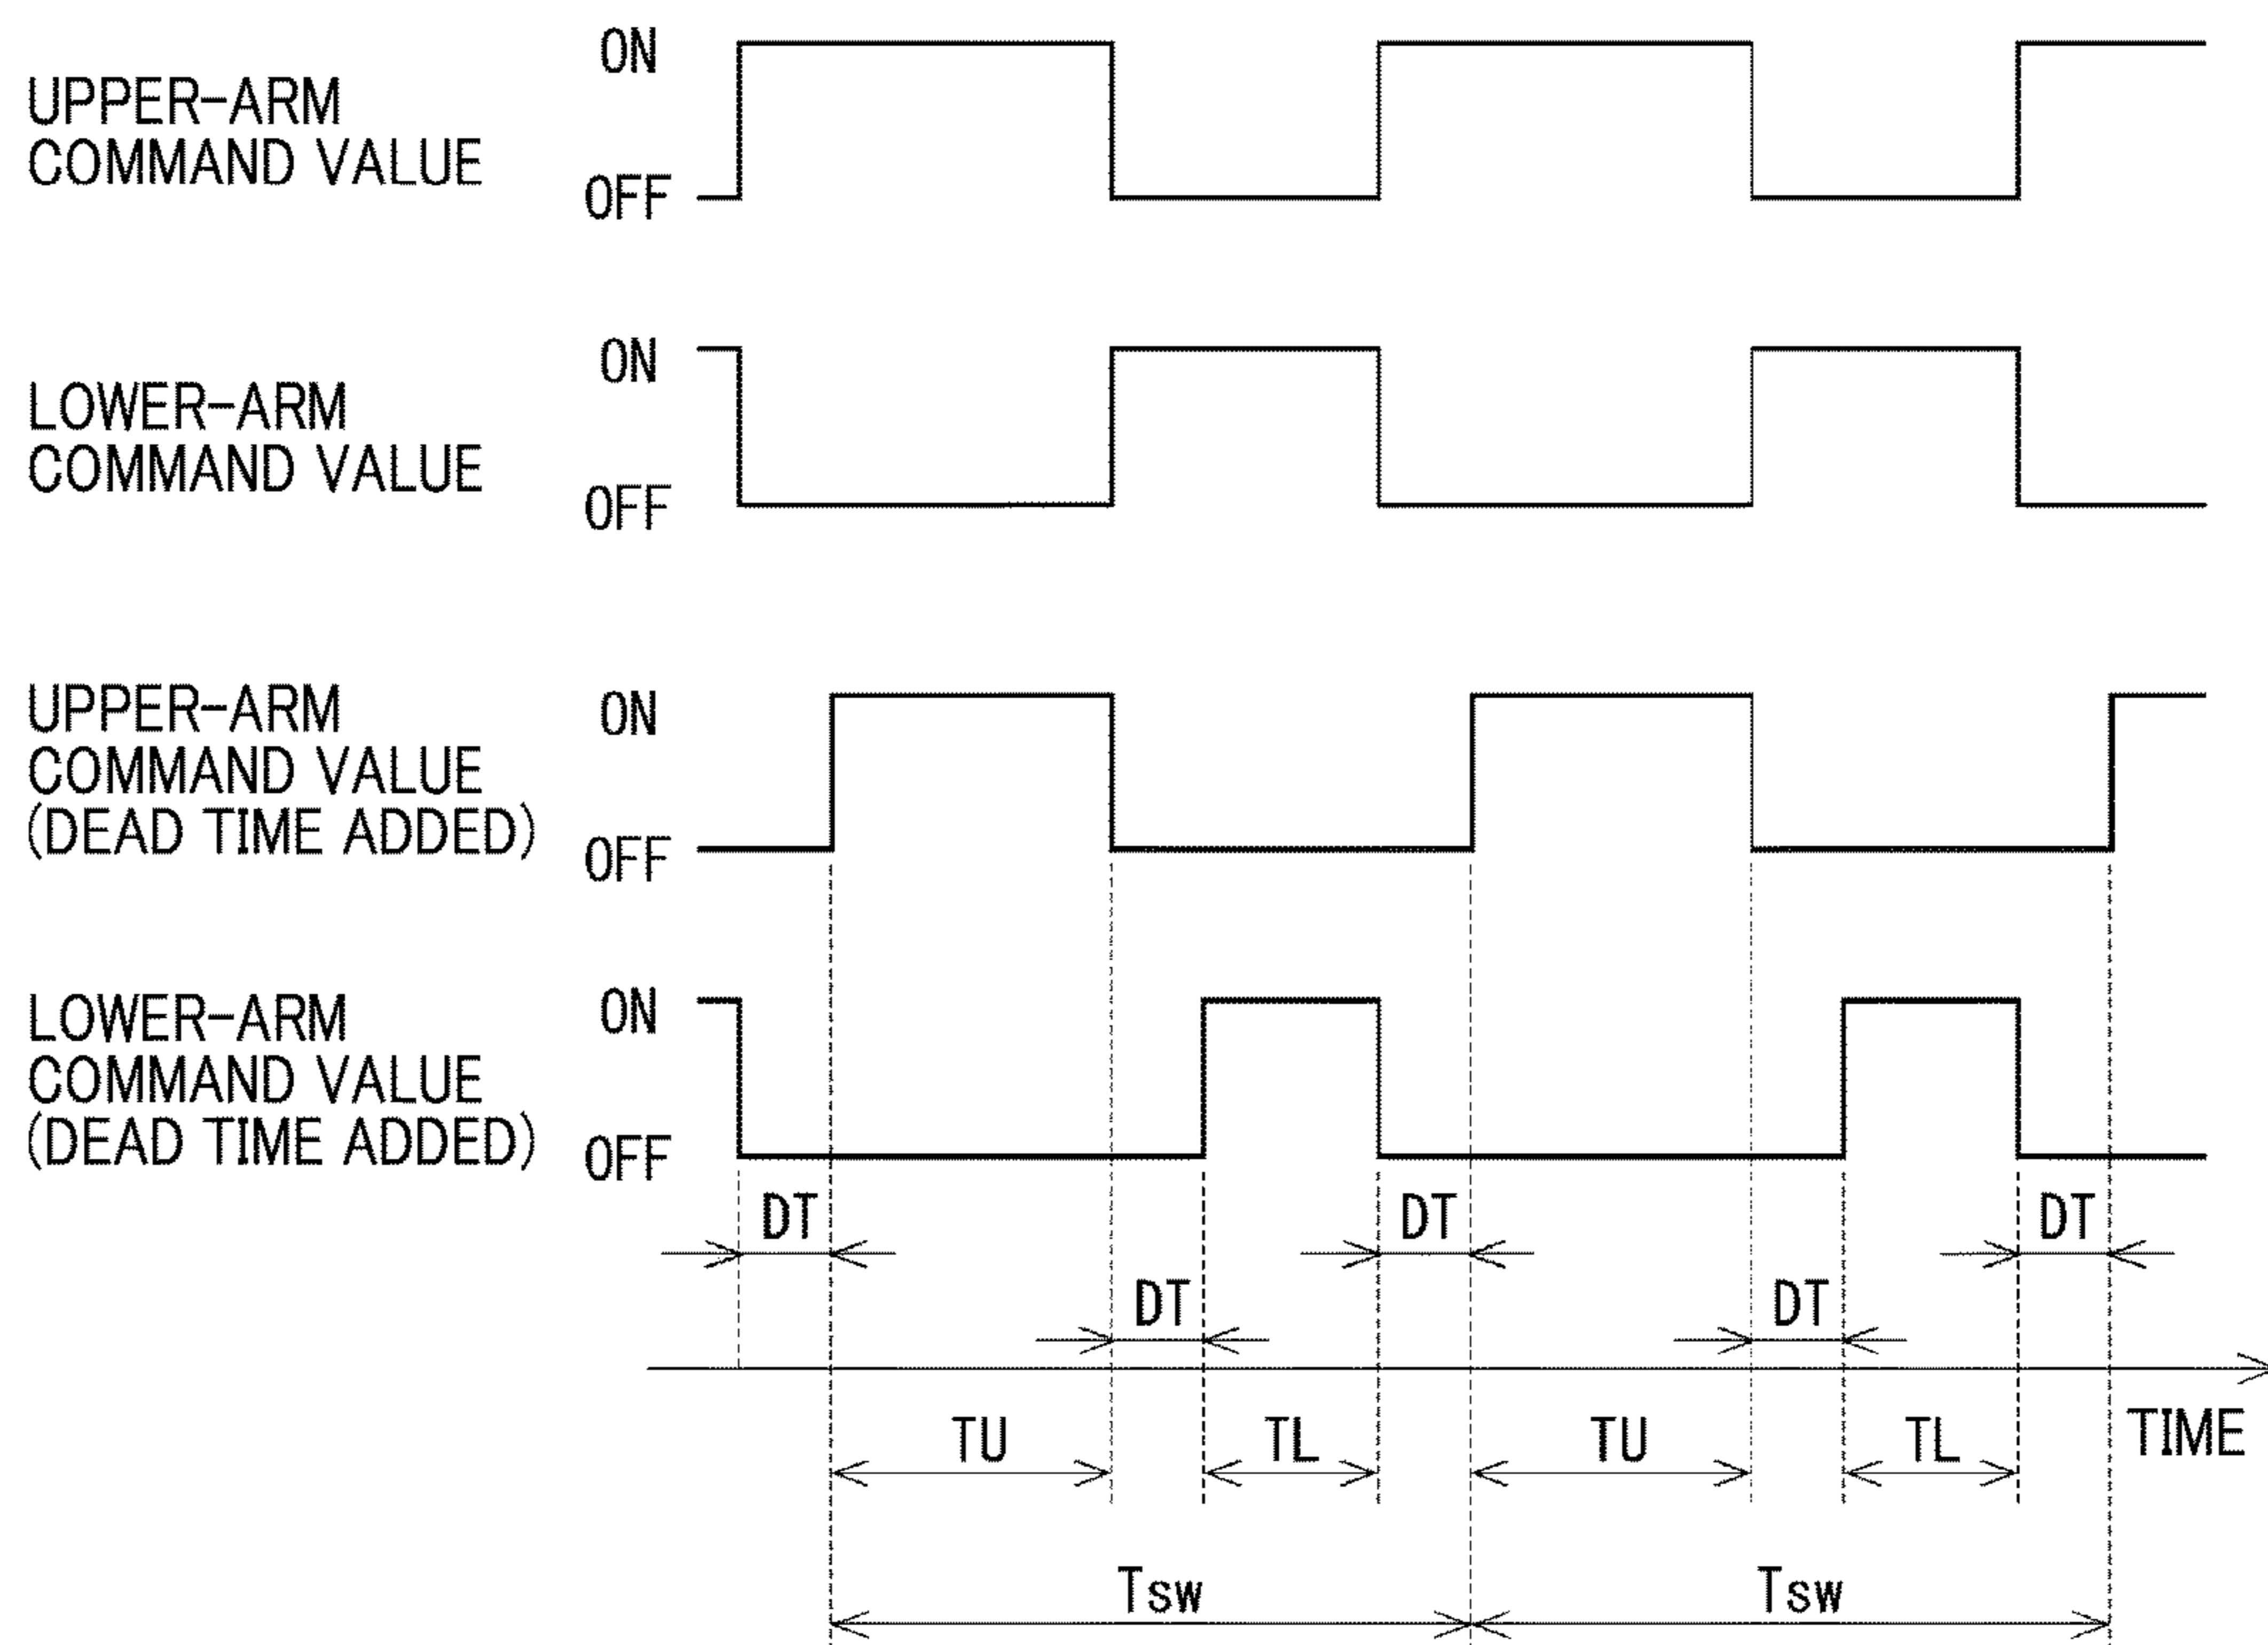 UPPER-ARM
COMMAND VALUE
ON
OFF
LOWER-ARM
COMMAND VALUE
ON
OFF
UPPER-ARM
COMMAND VALUE
(DEAD TIME ADDED)
ON
OFF
LOWER-ARM
COMMAND VALUE
(DEAD TIME ADDED)
ON
OFF
DT DT DT
DT DT
TU TL TU TL TIME
Tsw Tsw